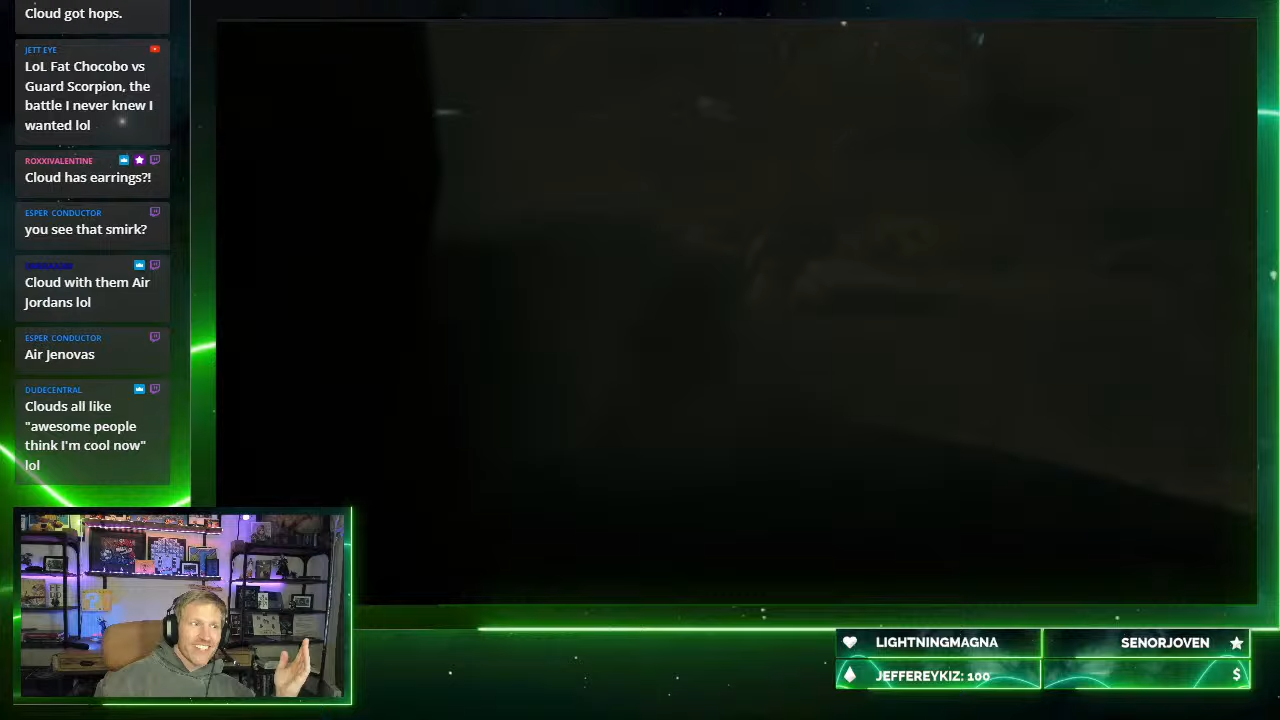 Cloud got hops.
JETT EYE
LoL Fat Chocobo vs
Guard Scorpion, the
battle I never knew I
wanted lol
ROXXIVALENTINE
Cloud has earrings?!
ESPER CONDUCTOR
you see that smirk?
Cloud with them Air
Jordans lol
ESPER CONDUCTOR
Air Jenovas
DUDECENTRAL
Clouds all like
"awesome people
think I'm cool now"
lol
LIGHTNINGMAGNA
SENORJOVEN
JEFFEREYKIZ: 100
$